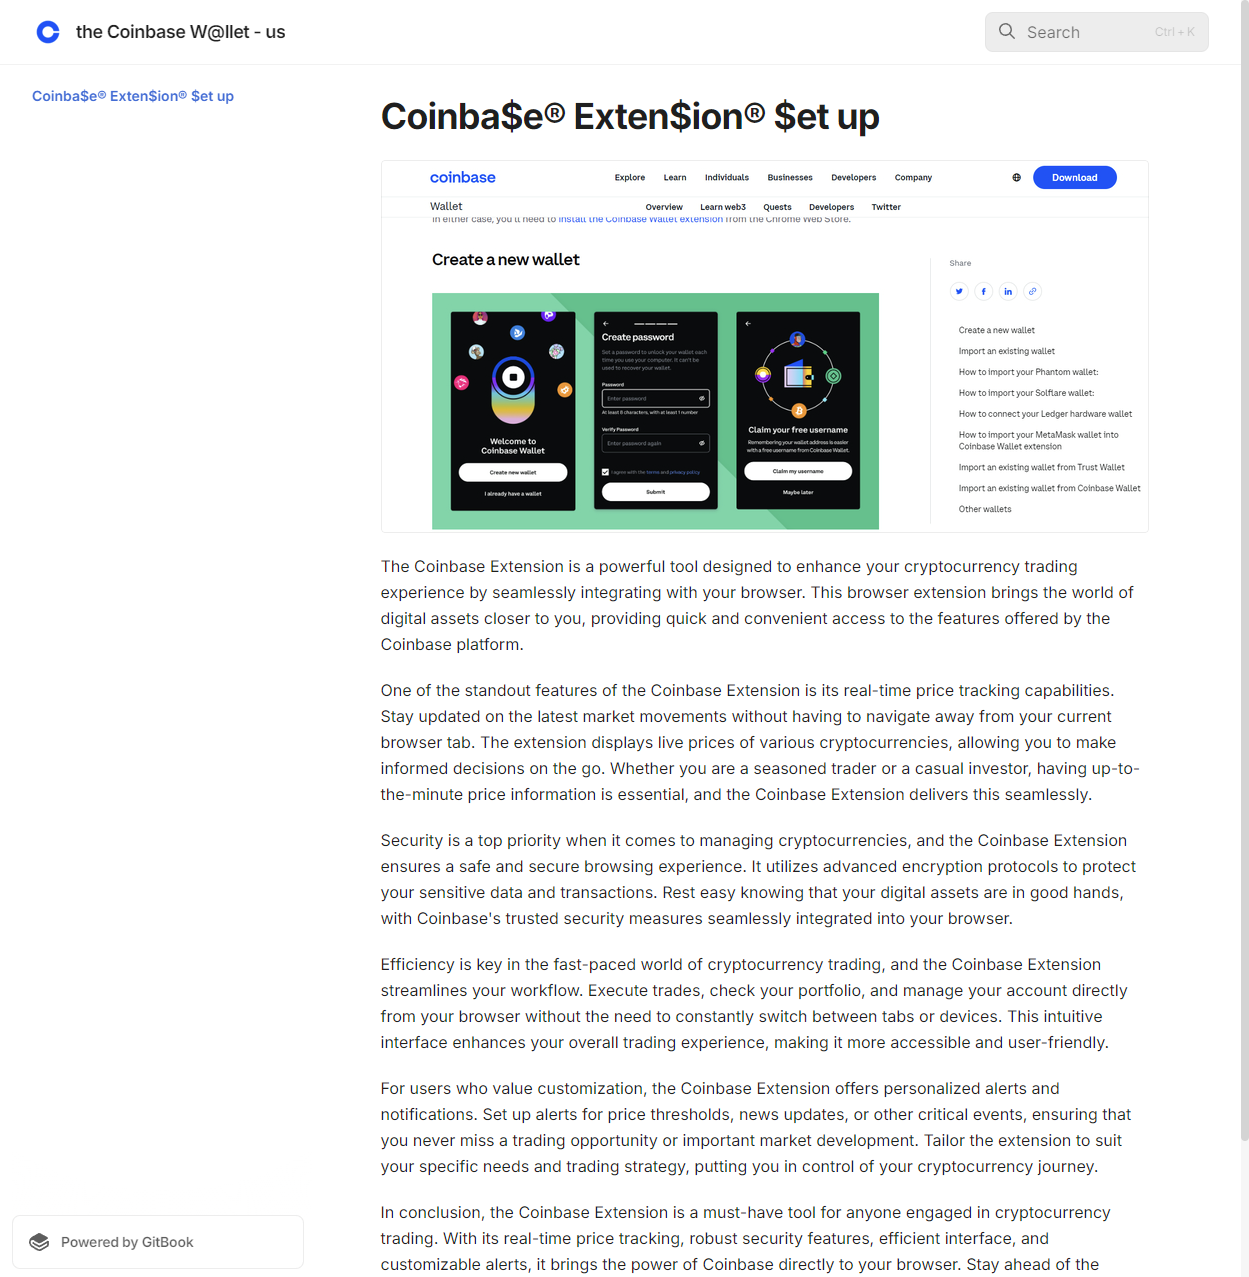 the Coinbase W@llet - us
Search
Ctrl + K
Coinba$e® Exten$ion® $et up
Coinba$e® Exten$ion® $et up
coinbase
Explore Learn Individuals Businesses Developers Company
Download
Wallet
Overview Learn web3 Quests Developers Twitter
In either case, you'll need to install the Coinbase Wallet extension from the Chrome Web Store.
Create a new wallet
Share
Welcome to
Coinbase Wallet
Create new wallet
I already have a wallet
Create password
Set a password to unlock your wallet each
time you use your computer. It can't be
used to recover your wallet.
Password
Enter password
At least 8 characters, with at least 1 number
Verify Password
Enter password again
I agree with the terms and privacy policy
Submit
Claim your free username
Remembering your wallet address is easier
with a free username from Coinbase Wallet.
Claim my username
Maybe later
Create a new wallet
Import an existing wallet
How to import your Phantom wallet:
How to import your Solflare wallet:
How to connect your Ledger hardware wallet
How to import your MetaMask wallet into
Coinbase Wallet extension
Import an existing wallet from Trust Wallet
Import an existing wallet from Coinbase Wallet
Other wallets
The Coinbase Extension is a powerful tool designed to enhance your cryptocurrency trading
experience by seamlessly integrating with your browser. This browser extension brings the world of
digital assets closer to you, providing quick and convenient access to the features offered by the
Coinbase platform.
One of the standout features of the Coinbase Extension is its real-time price tracking capabilities.
Stay updated on the latest market movements without having to navigate away from your current
browser tab. The extension displays live prices of various cryptocurrencies, allowing you to make
informed decisions on the go. Whether you are a seasoned trader or a casual investor, having up-to-
the-minute price information is essential, and the Coinbase Extension delivers this seamlessly.
Security is a top priority when it comes to managing cryptocurrencies, and the Coinbase Extension
ensures a safe and secure browsing experience. It utilizes advanced encryption protocols to protect
your sensitive data and transactions. Rest easy knowing that your digital assets are in good hands,
with Coinbase's trusted security measures seamlessly integrated into your browser.
Efficiency is key in the fast-paced world of cryptocurrency trading, and the Coinbase Extension
streamlines your workflow. Execute trades, check your portfolio, and manage your account directly
from your browser without the need to constantly switch between tabs or devices. This intuitive
interface enhances your overall trading experience, making it more accessible and user-friendly.
For users who value customization, the Coinbase Extension offers personalized alerts and
notifications. Set up alerts for price thresholds, news updates, or other critical events, ensuring that
you never miss a trading opportunity or important market development. Tailor the extension to suit
your specific needs and trading strategy, putting you in control of your cryptocurrency journey.
In conclusion, the Coinbase Extension is a must-have tool for anyone engaged in cryptocurrency
trading. With its real-time price tracking, robust security features, efficient interface, and
customizable alerts, it brings the power of Coinbase directly to your browser. Stay ahead of the
Powered by GitBook